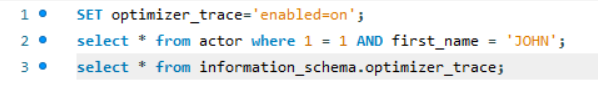 1 SET optimizer_trace='enabled=on';
2 select * from actor where 1 = 1 AND first_name = 'JOHN';
3 select * from information_schema.optimizer_trace;